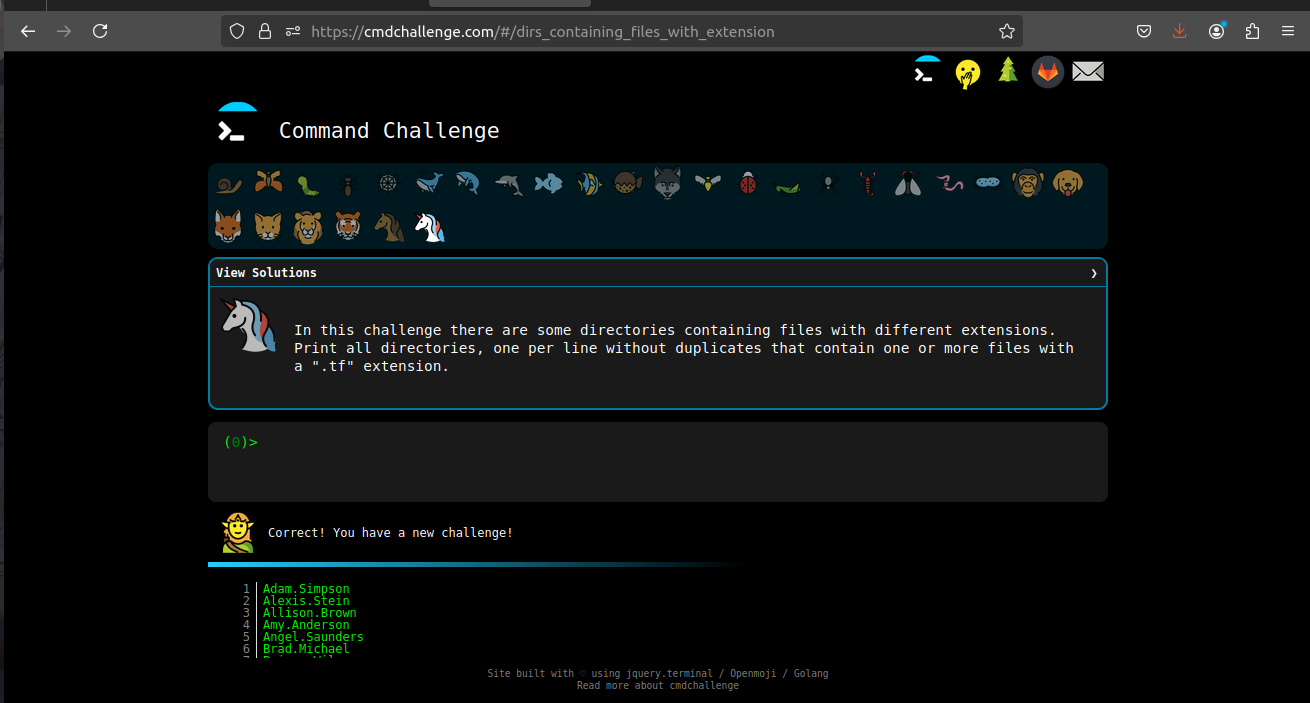 https://cmdchallenge.com/#/dirs_containing_files_with_extension
Command Challenge
View Solutions
In this challenge there are some directories containing files with different extensions.
Print all directories, one per line without duplicates that contain one or more files with
a ".tf" extension.
(0)>
Correct! You have a new challenge!
1 Adam.Simpson
2 Alexis.Stein
3 Allison.Brown
4 Amy.Anderson
5 Angel.Saunders
6 Brad.Michael
Site built with ♡ using jquery.terminal / Openmoji / Golang
Read more about cmdchallenge